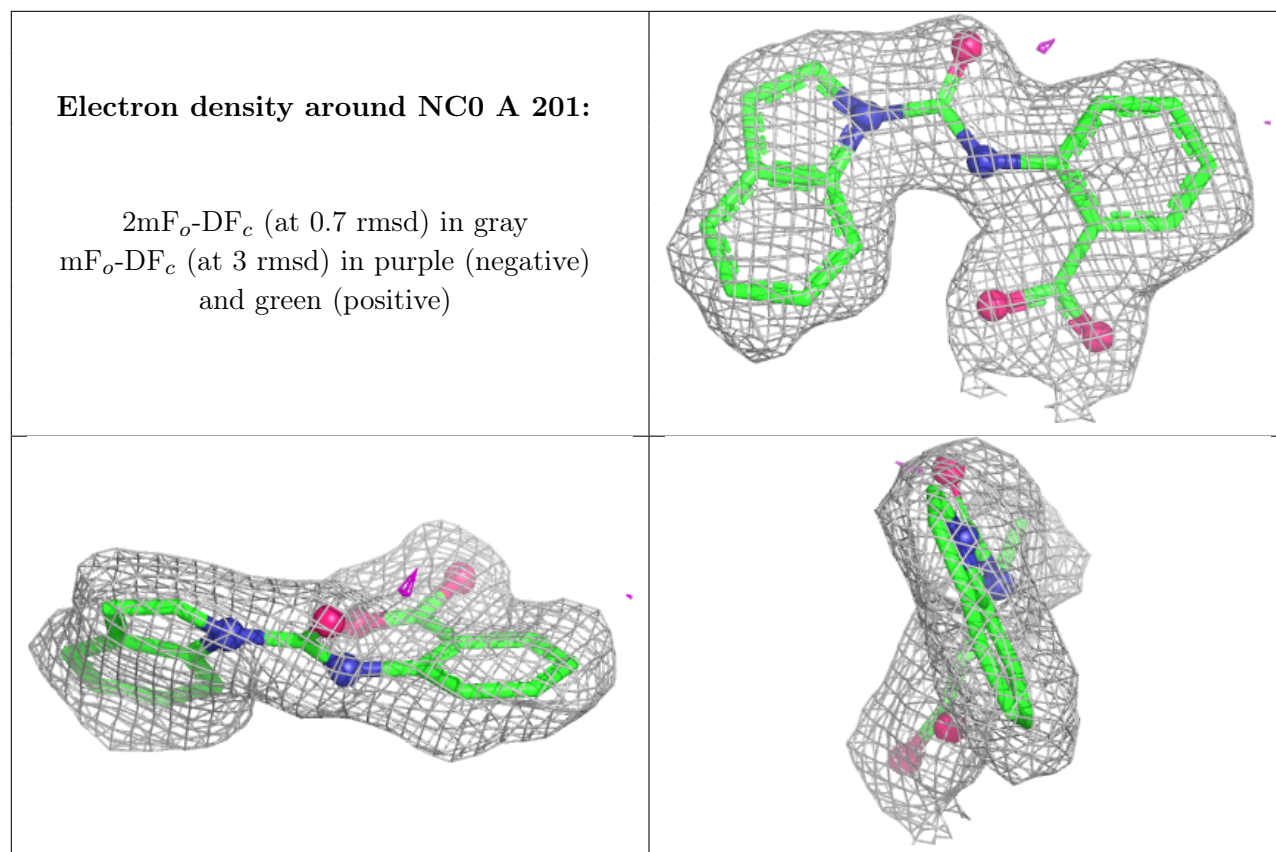 Electron density around NC0 A 201:
2mFo-DFc (at 0.7 rmsd) in gray
mFo-DFc (at 3 rmsd) in purple (negative)
and green (positive)